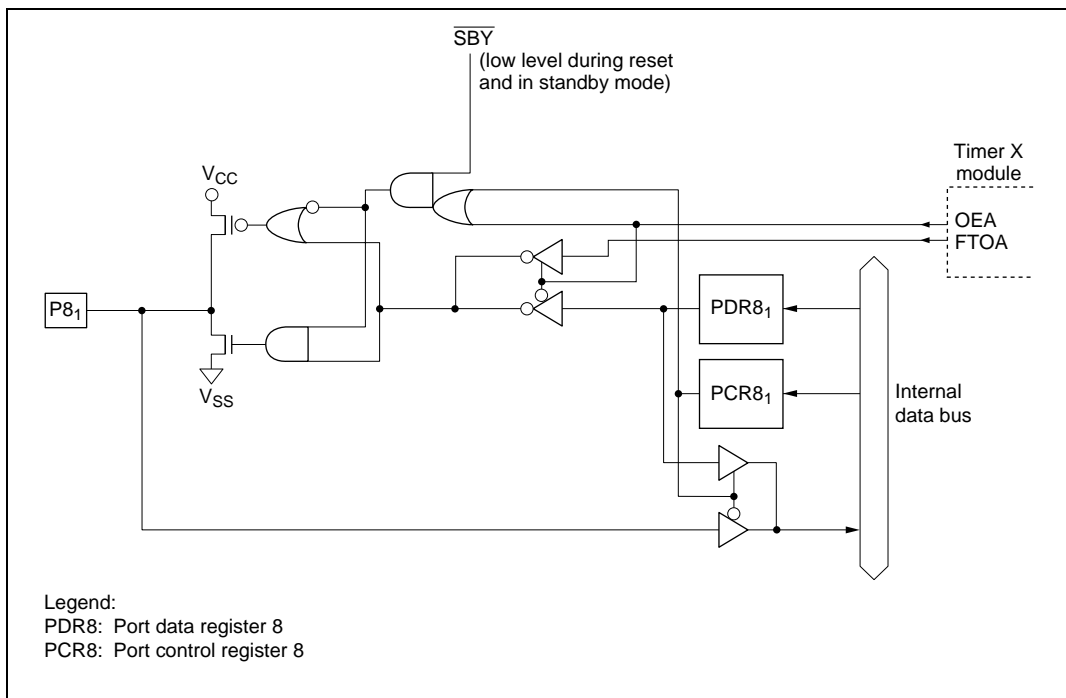 SBY
(low level during reset
and in standby mode)
Timer X
module
VCC
OEA
FTOA
P81
PDR81
PCR81
VSS
Internal
data bus
Legend:
PDR8: Port data register 8
PCR8: Port control register 8